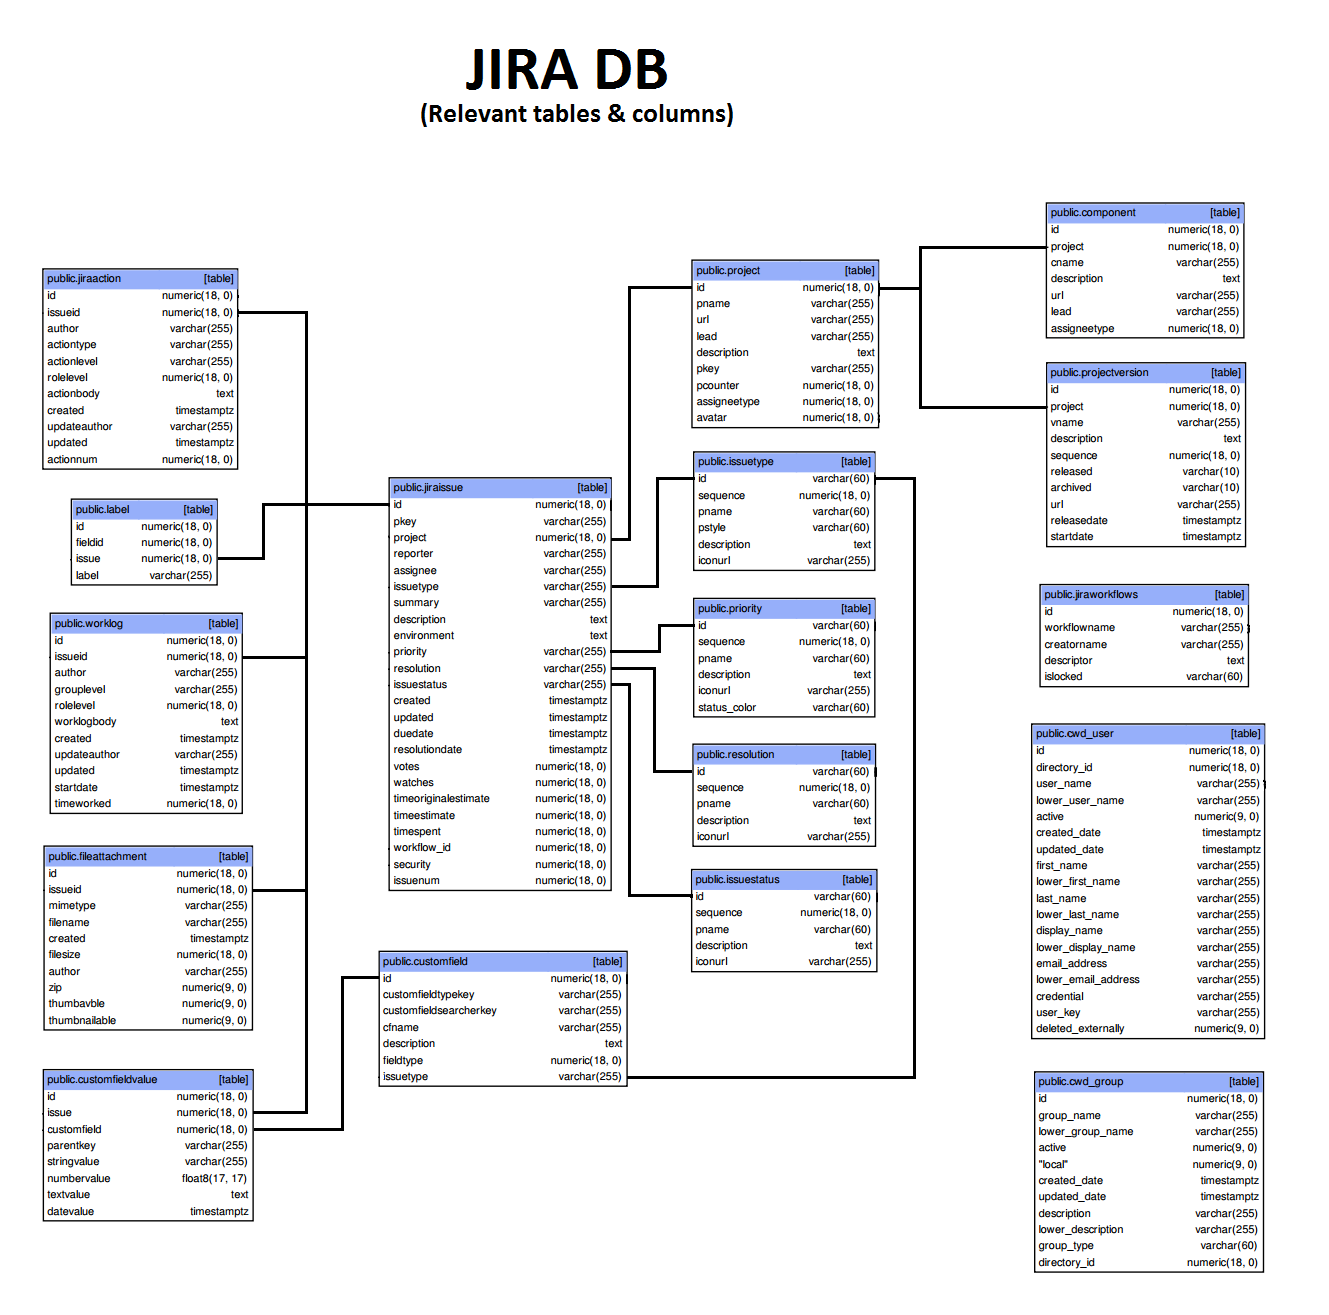 JIRA DB
(Relevant tables & columns)
public.jiraaction [table]
id numeric(18, 0)
issueid numeric(18, 0)
author varchar(255)
actiontype varchar(255)
actionlevel varchar(255)
rolelevel numeric(18, 0)
actionbody text
created timestamptz
updateauthor varchar(255)
updated timestamptz
actionnum numeric(18, 0)
public.label [table]
id numeric(18, 0)
fieldid numeric(18, 0)
issue numeric(18, 0)
label varchar(255)
public.worklog [table]
id numeric(18, 0)
issueid numeric(18, 0)
author varchar(255)
grouplevel varchar(255)
rolelevel numeric(18, 0)
worklogbody text
created timestamptz
updateauthor varchar(255)
updated timestamptz
startdate timestamptz
timeworked numeric(18, 0)
public.fileattachment [table]
id numeric(18, 0)
issueid numeric(18, 0)
mimetype varchar(255)
filename varchar(255)
created timestamptz
filesize numeric(18, 0)
author varchar(255)
zip numeric(9, 0)
thumbavble numeric(9, 0)
thumbnailable numeric(9, 0)
public.customfieldvalue [table]
id numeric(18, 0)
issue numeric(18, 0)
customfield numeric(18, 0)
parentkey varchar(255)
stringvalue varchar(255)
numbervalue float8(17, 17)
textvalue text
datevalue timestamptz
public.jiraissue [table]
id numeric(18, 0)
pkey varchar(255)
project numeric(18, 0)
reporter varchar(255)
assignee varchar(255)
issuetype varchar(255)
summary varchar(255)
description text
environment text
priority varchar(255)
resolution varchar(255)
issuestatus varchar(255)
created timestamptz
updated timestamptz
duedate timestamptz
resolutiondate timestamptz
votes numeric(18, 0)
watches numeric(18, 0)
timeoriginalestimate numeric(18, 0)
timeestimate numeric(18, 0)
timespent numeric(18, 0)
workflow_id numeric(18, 0)
security numeric(18, 0)
issuenum numeric(18, 0)
public.customfield [table]
id numeric(18, 0)
customfieldtypekey varchar(255)
customfieldsearcherkey varchar(255)
cfname varchar(255)
description text
fieldtype numeric(18, 0)
issuetype varchar(255)
public.project [table]
id numeric(18, 0)
pname varchar(255)
url varchar(255)
lead varchar(255)
description text
pkey varchar(255)
pcounter numeric(18, 0)
assigneetype numeric(18, 0)
avatar numeric(18, 0)
public.issuetype [table]
id varchar(60)
sequence numeric(18, 0)
pname varchar(60)
pstyle varchar(60)
description text
iconurl varchar(255)
public.priority [table]
id varchar(60)
sequence numeric(18, 0)
pname varchar(60)
description text
iconurl varchar(255)
status_color varchar(60)
public.resolution [table]
id varchar(60)
sequence numeric(18, 0)
pname varchar(60)
description text
iconurl varchar(255)
public.issuestatus [table]
id varchar(60)
sequence numeric(18, 0)
pname varchar(60)
description text
iconurl varchar(255)
public.component [table]
id numeric(18, 0)
project numeric(18, 0)
cname varchar(255)
description text
url varchar(255)
lead varchar(255)
assigneetype numeric(18, 0)
public.projectversion [table]
id numeric(18, 0)
project numeric(18, 0)
vname varchar(255)
description text
sequence numeric(18, 0)
released varchar(10)
archived varchar(10)
url varchar(255)
releasedate timestamptz
startdate timestamptz
public.jiraworkflows [table]
id numeric(18, 0)
workflowname varchar(255)
creatorname varchar(255)
descriptor text
islocked varchar(60)
public.cwd_user [table]
id numeric(18, 0)
directory_id numeric(18, 0)
user_name varchar(255)
lower_user_name varchar(255)
active numeric(9, 0)
created_date timestamptz
updated_date timestamptz
first_name varchar(255)
lower_first_name varchar(255)
last_name varchar(255)
lower_last_name varchar(255)
display_name varchar(255)
lower_display_name varchar(255)
email_address varchar(255)
lower_email_address varchar(255)
credential varchar(255)
user_key varchar(255)
deleted_externally numeric(9, 0)
public.cwd_group [table]
id numeric(18, 0)
group_name varchar(255)
lower_group_name varchar(255)
active numeric(9, 0)
"local" numeric(9, 0)
created_date timestamptz
updated_date timestamptz
description varchar(255)
lower_description varchar(255)
group_type varchar(60)
directory_id numeric(18, 0)